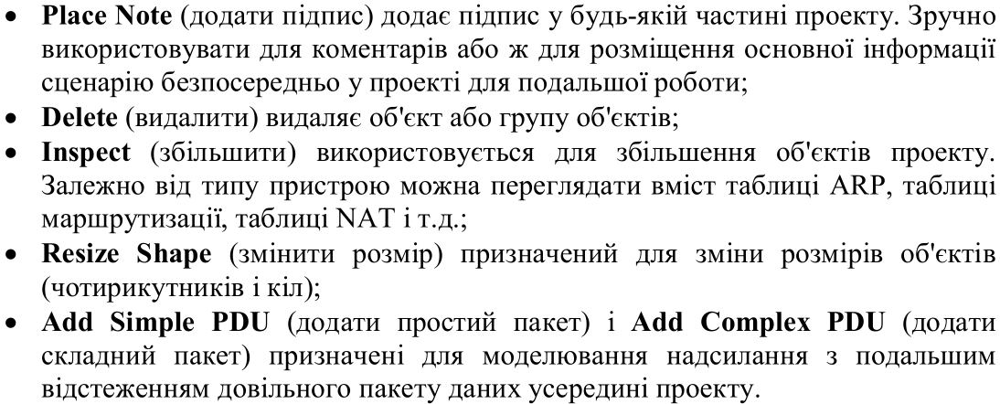 • Place Note (додати підпис) додає підпис у будь-якій частині проекту. Зручно
використовувати для коментарів або ж для розміщення основної інформації
сценарію безпосередньо у проекті для подальшої роботи;
• Delete (видалити) видаляє об'єкт або групу об'єктів;
• Inspect (збільшити) використовується для збільшення об'єктів проекту.
Залежно від типу пристрою можна переглядати вміст таблиці ARP, таблиці
маршрутизації, таблиці NAT і т.д.;
• Resize Shape (змінити розмір) призначений для зміни розмірів об'єктів
(чотирикутників і кіл);
• Add Simple PDU (додати простий пакет) і Add Complex PDU (додати
складний пакет) призначені для моделювання надсилання з подальшим
відстеженням довільного пакету даних усередині проекту.